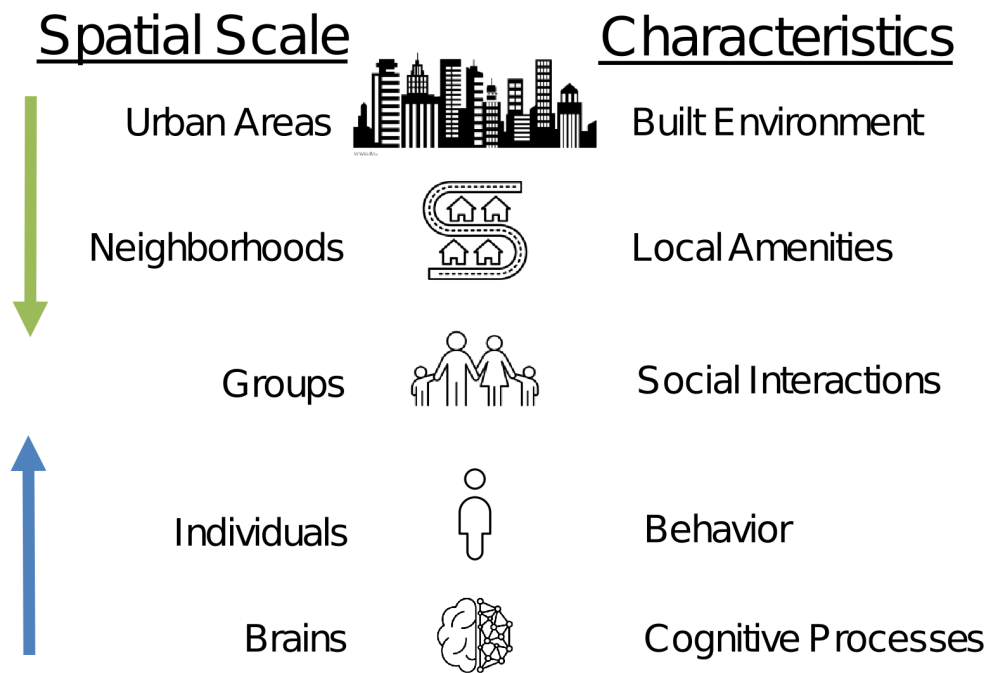 Spatial Scale Characteristics
Urban Areas Built Environment
Neighborhoods Local Amenities
Groups Social Interactions
Individuals Behavior
Brains Cognitive Processes